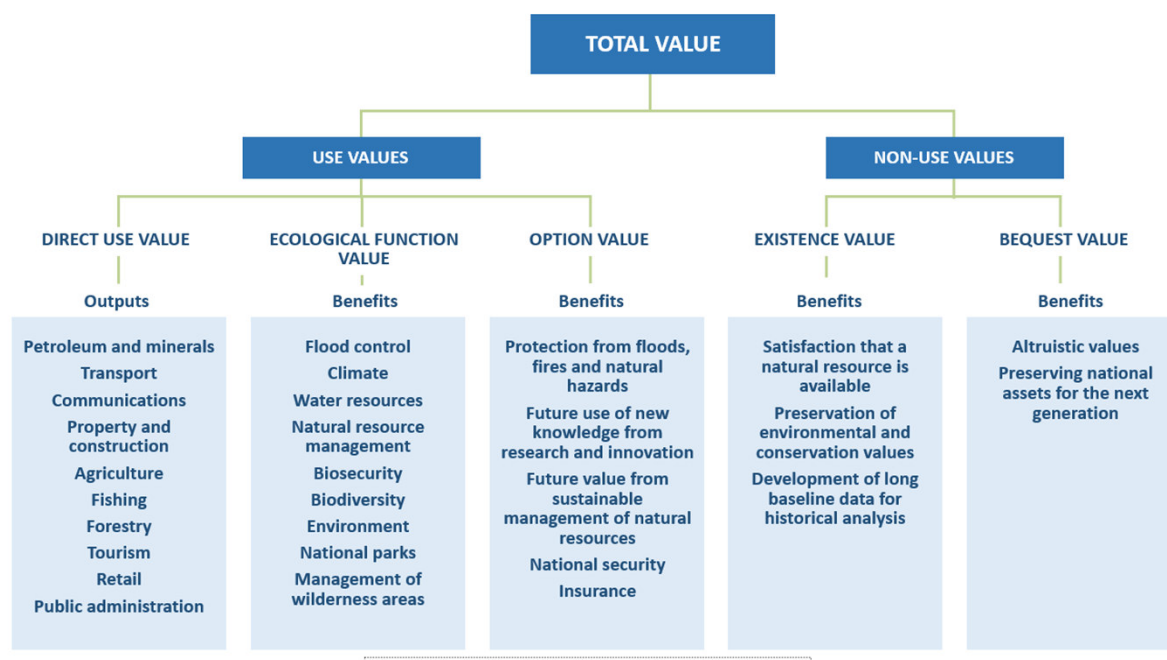 TOTAL VALUE
USE VALUES
NON-USE VALUES
DIRECT USE VALUE
ECOLOGICAL FUNCTION
VALUE
OPTION VALUE
EXISTENCE VALUE
BEQUEST VALUE
Outputs
Benefits
Benefits
Benefits
Benefits
Petroleum and minerals
Transport
Communications
Property and
construction
Agriculture
Fishing
Forestry
Tourism
Retail
Public administration
Flood control
Climate
Water resources
Natural resource
management
Biosecurity
Biodiversity
Environment
National parks
Management of
wilderness areas
Protection from floods,
fires and natural
hazards
Future use of new
knowledge from
research and innovation
Future value from
sustainable
management of natural
resources
National security
Insurance
Satisfaction that a
natural resource is
available
Preservation of
environmental and
conservation values
Development of long
baseline data for
historical analysis
Altruistic values
Preserving national
assets for the next
generation